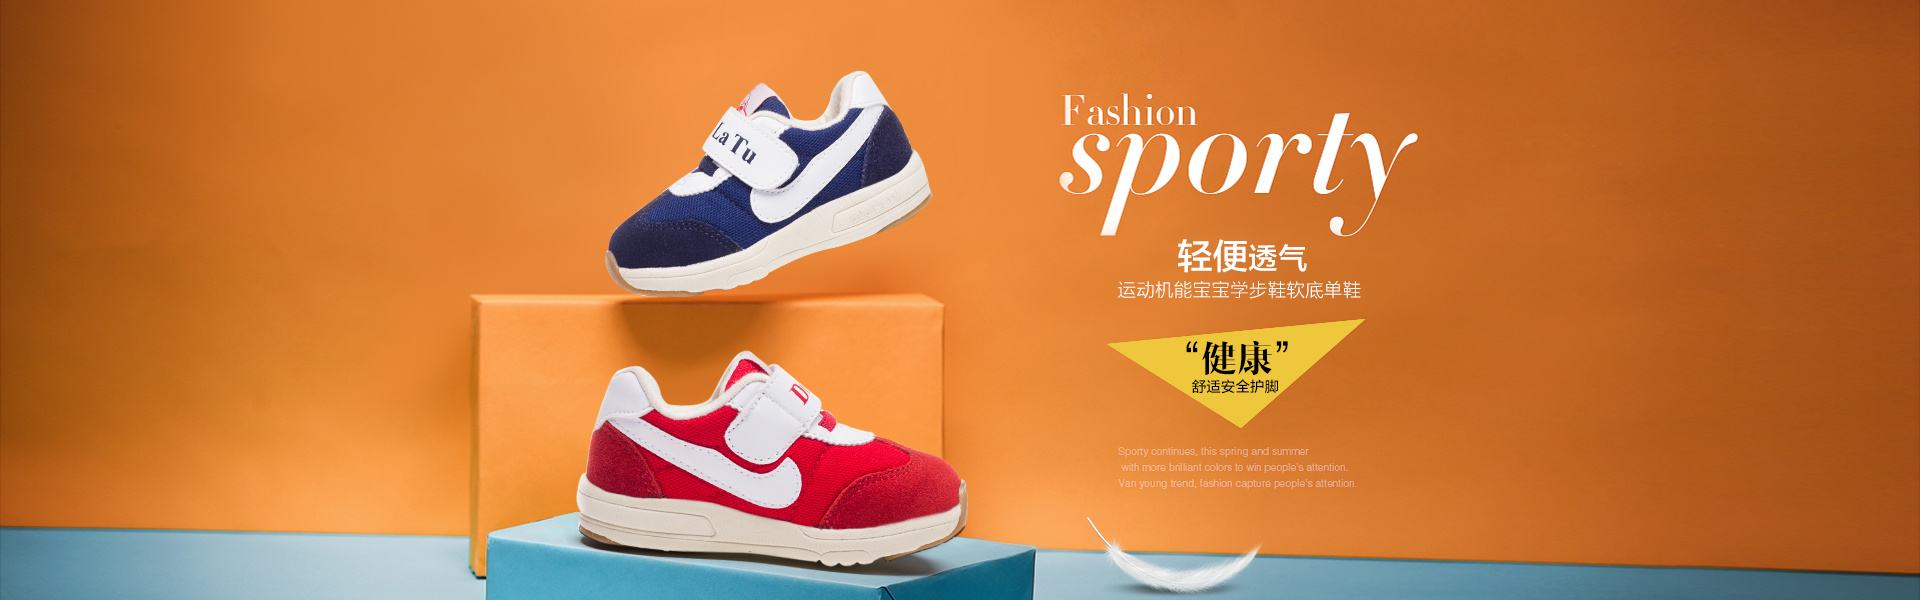 La Tu
D
Fashion
sporty
轻便透气
运动机能宝宝学步鞋软底单鞋
“健康”
舒适安全护脚
Sporty continues, this spring and summer
with more brilliant colors to win people's attention.
Van young trend, fashion capture people's attention.